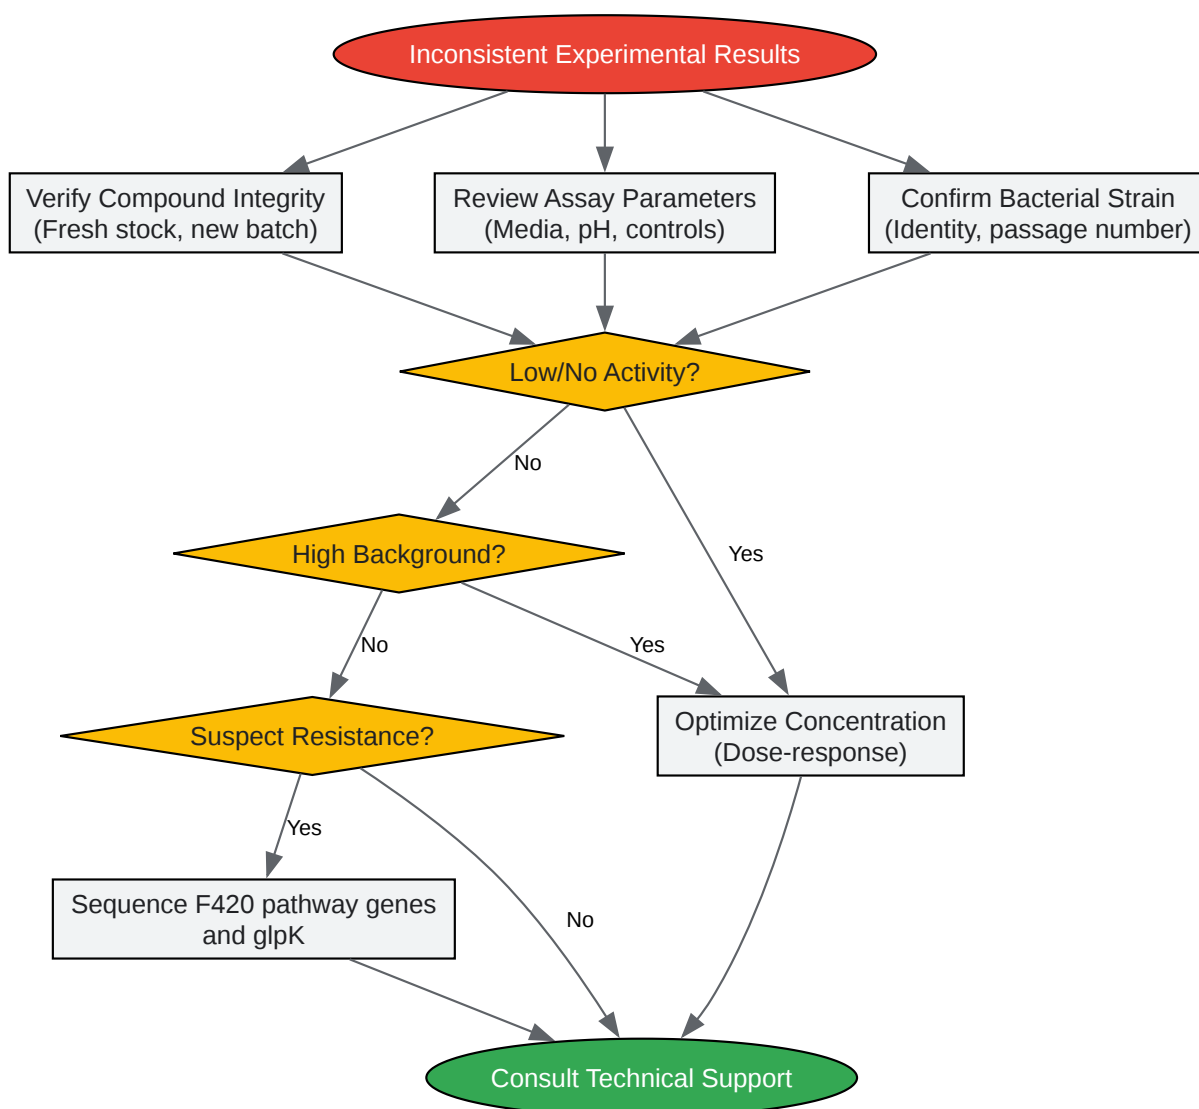 Inconsistent Experimental Results
Verify Compound Integrity
(Fresh stock, new batch)
Review Assay Parameters
(Media, pH, controls)
Confirm Bacterial Strain
(Identity, passage number)
Low/No Activity?
No
Yes
High Background?
No
Yes
Suspect Resistance?
Optimize Concentration
(Dose-response)
Yes
No
Sequence F420 pathway genes
and glpK
Consult Technical Support